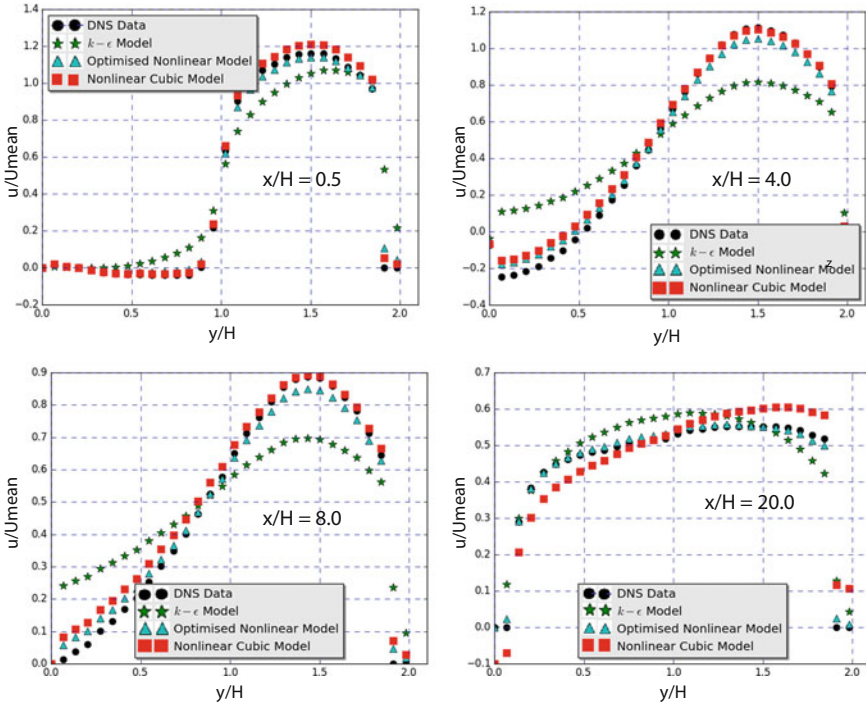 1.4
1.2
1.0
0.8
0.6
0.4
0.2
0.0
−0.2
0.0 0.5 1.0 1.5 2.0
u/Umean
y/H
DNS Data
k − ϵ Model
Optimised Nonlinear Model
Nonlinear Cubic Model
x/H = 0.5
1.2
1.0
0.8
0.6
0.4
0.2
0.0
−0.2
−0.4
0.0 0.5 1.0 1.5 2.0
u/Umean
y/H
x/H = 4.0
DNS Data
k − ϵ Model
Optimised Nonlinear Model
z
Nonlinear Cubic Model
0.9
0.8
0.7
0.6
0.5
0.4
0.3
0.2
0.1
0.0
0.0 0.5 1.0 1.5 2.0
u/Umean
y/H
x/H = 8.0
DNS Data
k − ϵ Model
Optimised Nonlinear Model
Nonlinear Cubic Model
0.7
0.6
0.5
0.4
0.3
0.2
0.1
0.0
−0.1
0.0 0.5 1.0 1.5 2.0
u/Umean
y/H
x/H = 20.0
DNS Data
k − ϵ Model
Optimised Nonlinear Model
Nonlinear Cubic Model